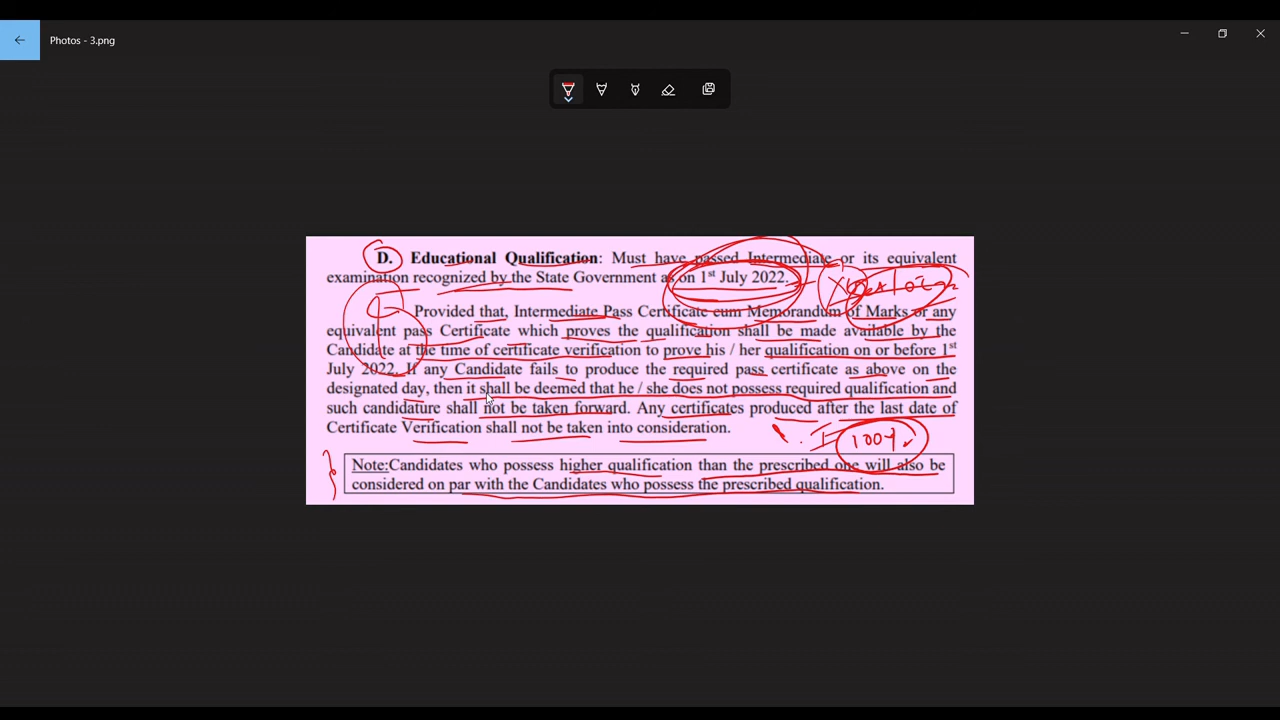 Photos - 3.png
D. Educational Qualification: Must have passed Intermediate or its equivalent
examination recognized by the State Government as on 1st July 2022.
Provided that, Intermediate Pass Certificate cum Memorandum of Marks or any
equivalent pass Certificate which proves the qualification shall be made available by the
Candidate at the time of certificate verification to prove his / her qualification on or before 1st
July 2022. If any Candidate fails to produce the required pass certificate as above on the
designated day, then it shall be deemed that he / she does not possess required qualification and
such candidature shall not be taken forward. Any certificates produced after the last date of
Certificate Verification shall not be taken into consideration.
Note:Candidates who possess higher qualification than the prescribed one will also be
considered on par with the Candidates who possess the prescribed qualification.